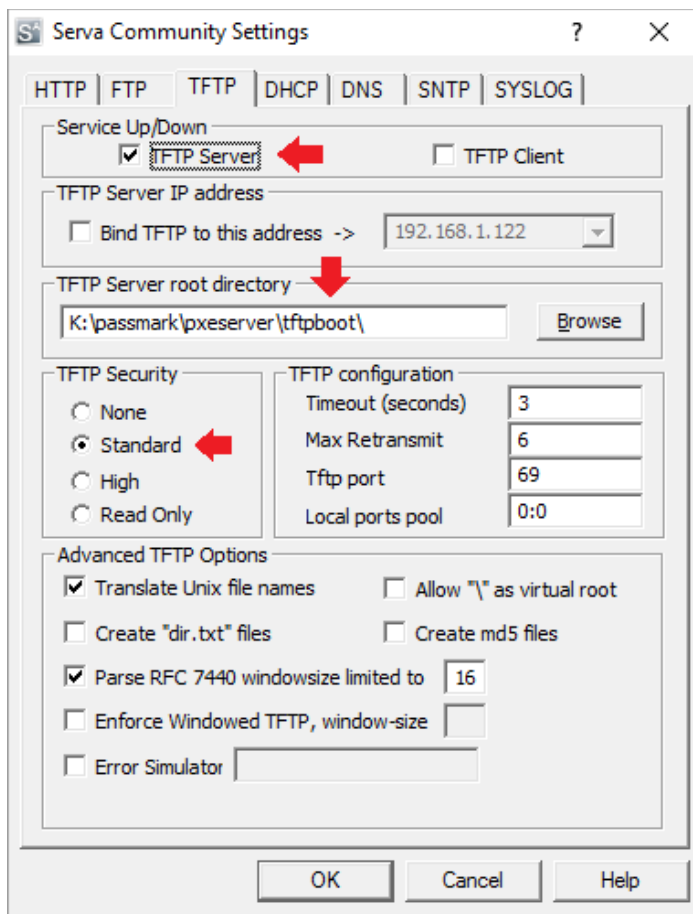 Serva Community Settings
HTTP FTP TFTP DHCP DNS SNTP SYSLOG
Service Up/Down
TFTP Server TFTP Client
TFTP Server IP address
Bind TFTP to this address -> 192.168.1.122
TFTP Server root directory
K:\passmark\pxeserver\tftpboot\ Browse
TFTP Security
None
Standard
High
Read Only
TFTP configuration
Timeout (seconds) 3
Max Retransmit 6
Tftp port 69
Local ports pool 0:0
Advanced TFTP Options
Translate Unix file names Allow "\" as virtual root
Create "dir.txt" files Create md5 files
Parse RFC 7440 windowsize limited to 16
Enforce Windowed TFTP, window-size
Error Simulator
OK Cancel Help